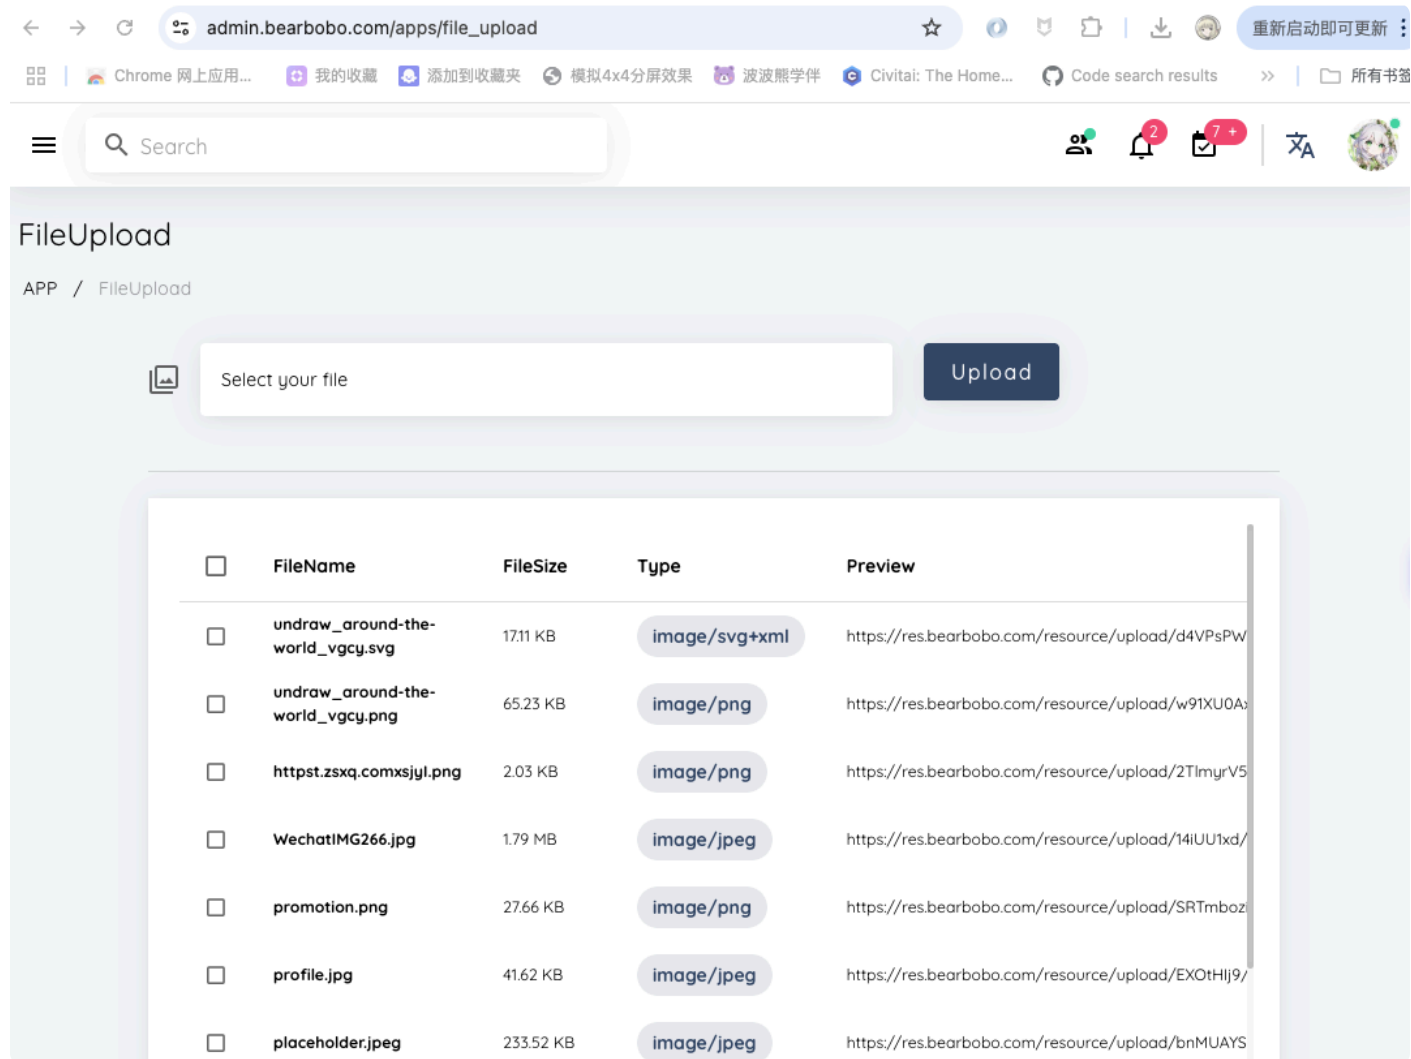 admin.bearbobo.com/apps/file_upload
重新启动即可更新
Chrome 网上应用... 我的收藏 添加到收藏夹 模拟4x4分屏效果 波波熊学伴 Civitai: The Home... Code search results 所有书签
Search
2
7 +
FileUpload
APP / FileUpload
Select your file
Upload
FileName FileSize Type Preview
undraw_around-the-
world_vgcy.svg
17.11 KB image/svg+xml https://res.bearbobo.com/resource/upload/d4VPsPW
undraw_around-the-
world_vgcy.png
65.23 KB image/png https://res.bearbobo.com/resource/upload/w91XU0Ax
httpst.zsxq.comxsjyl.png 2.03 KB image/png https://res.bearbobo.com/resource/upload/2TlmyrV5
WechatIMG266.jpg 1.79 MB image/jpeg https://res.bearbobo.com/resource/upload/14iUU1xd/
promotion.png 27.66 KB image/png https://res.bearbobo.com/resource/upload/SRTmbozi
profile.jpg 41.62 KB image/jpeg https://res.bearbobo.com/resource/upload/EXOtHIj9/
placeholder.jpeg 233.52 KB image/jpeg https://res.bearbobo.com/resource/upload/bnMUAYS